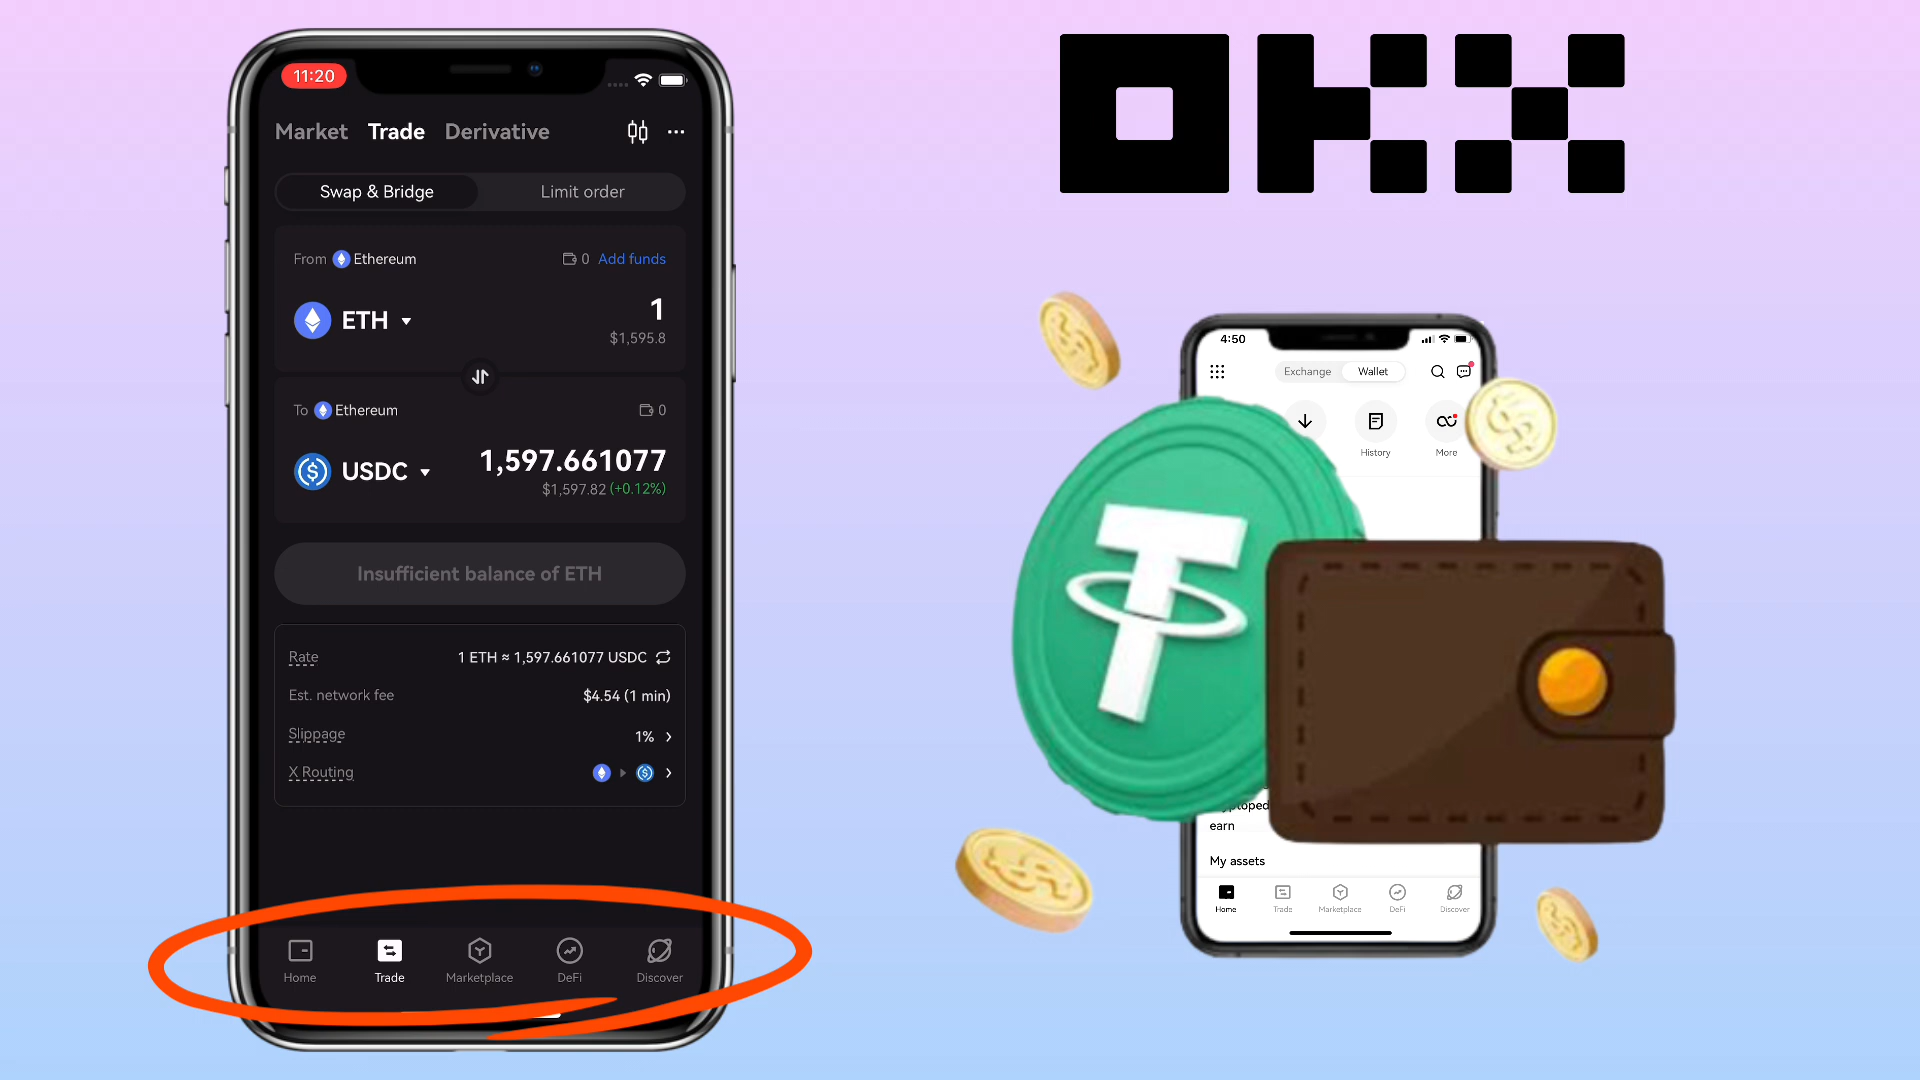 11:20
Market Trade Derivative
Swap & Bridge Limit order
From Ethereum 0 Add funds
ETH 1
$1,595.8
To Ethereum 0
USDC 1,597.661077
$1,597.82 (+0.12%)
Insufficient balance of ETH
Rate 1 ETH ≈ 1,597.661077 USDC
Est. network fee $4.54 (1 min)
Slippage 1%
X Routing
Home Trade Marketplace DeFi Discover
OKX
4:50
Exchange Wallet
History More
earn
My assets
Home Trade Marketplace DeFi Discover